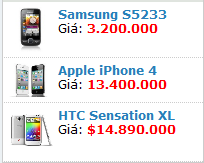 Samsung S5233
Giá: 3.200.000
Apple iPhone 4
Giá: 13.400.000
HTC Sensation XL
Giá: $14.890.000